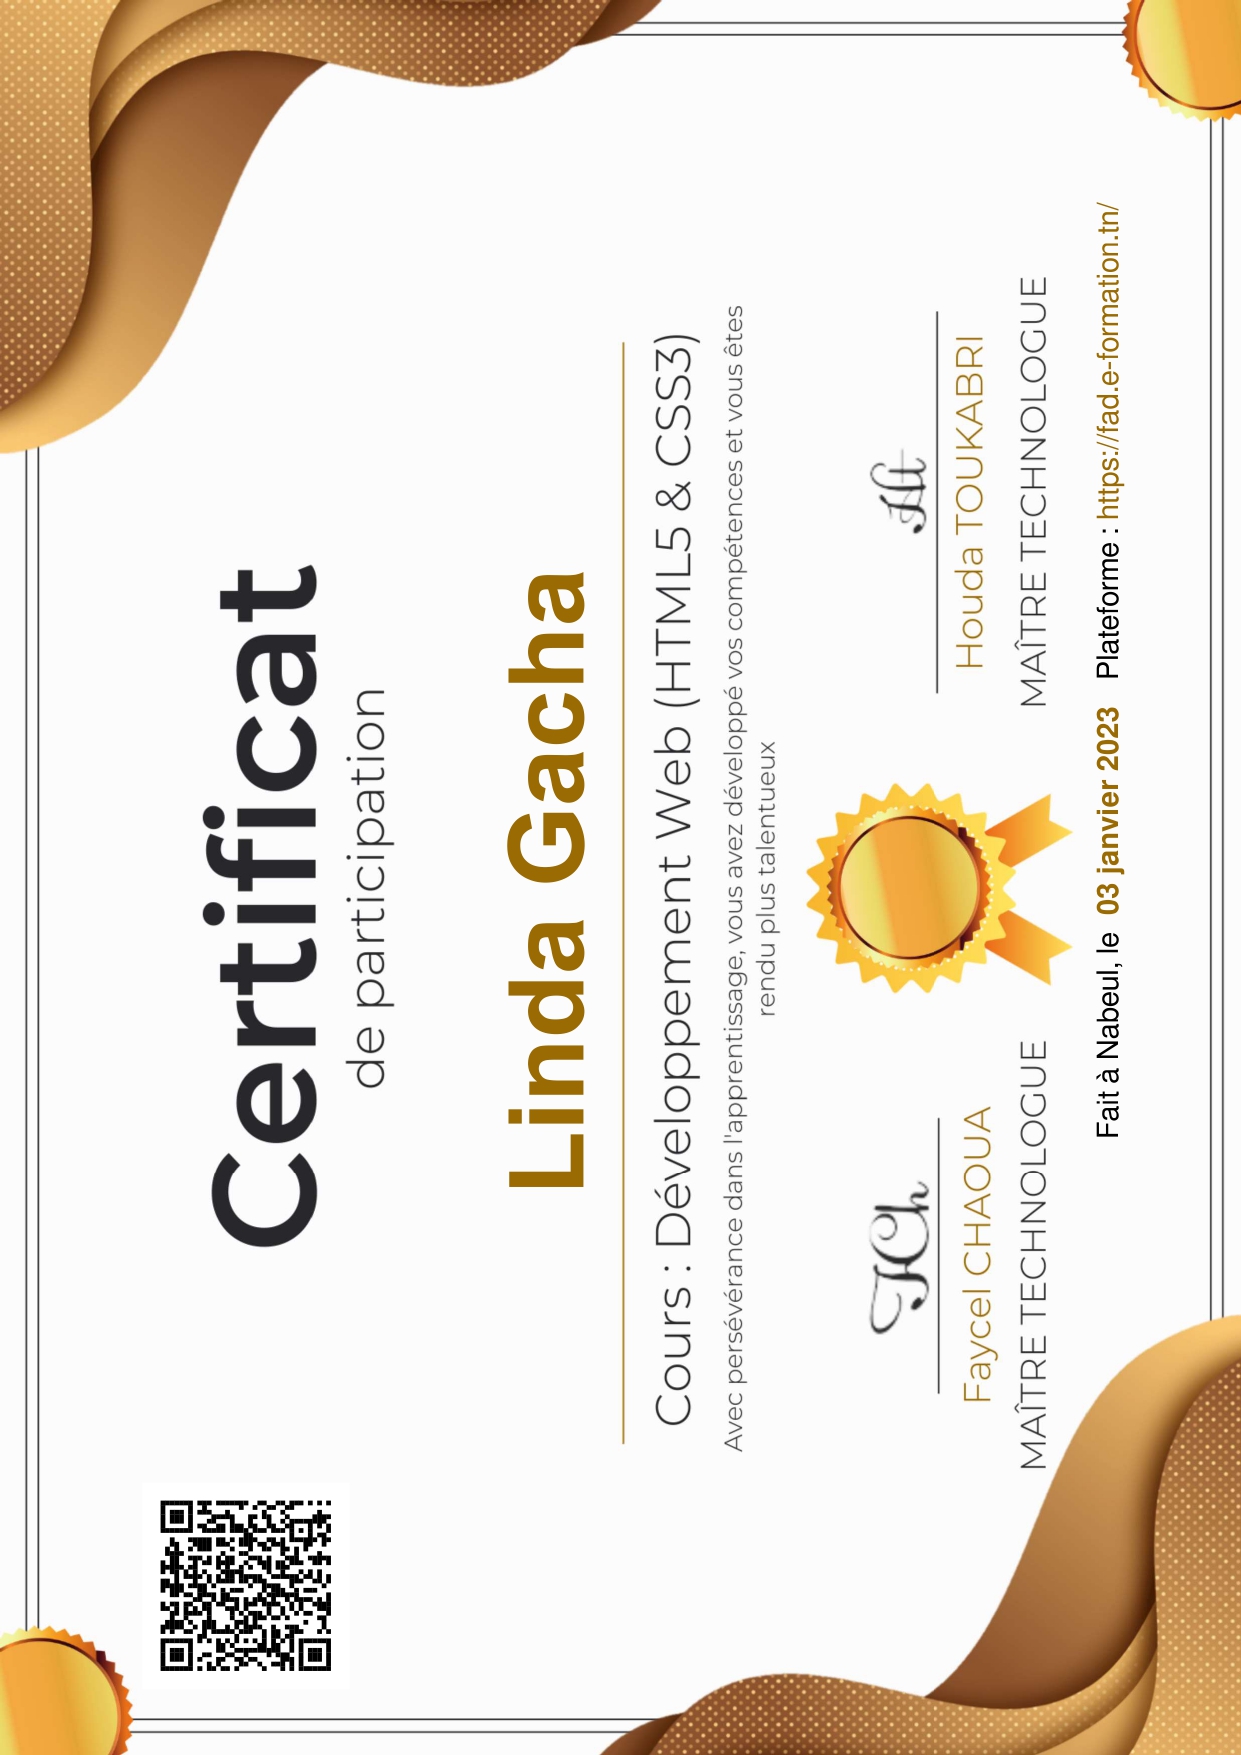 Certificat
de participation
Linda Gacha
Cours : Développement Web (HTML5 & CSS3)
Avec persévérance dans l'apprentissage, vous avez développé vos compétences et vous êtes
rendu plus talentueux
FCh
Ht
Faycel CHAOUA
Houda TOUKABRI
MAÎTRE TECHNOLOGUE
MAÎTRE TECHNOLOGUE
Fait à Nabeul, le 03 janvier 2023 Plateforme : https://fad.e-formation.tn/